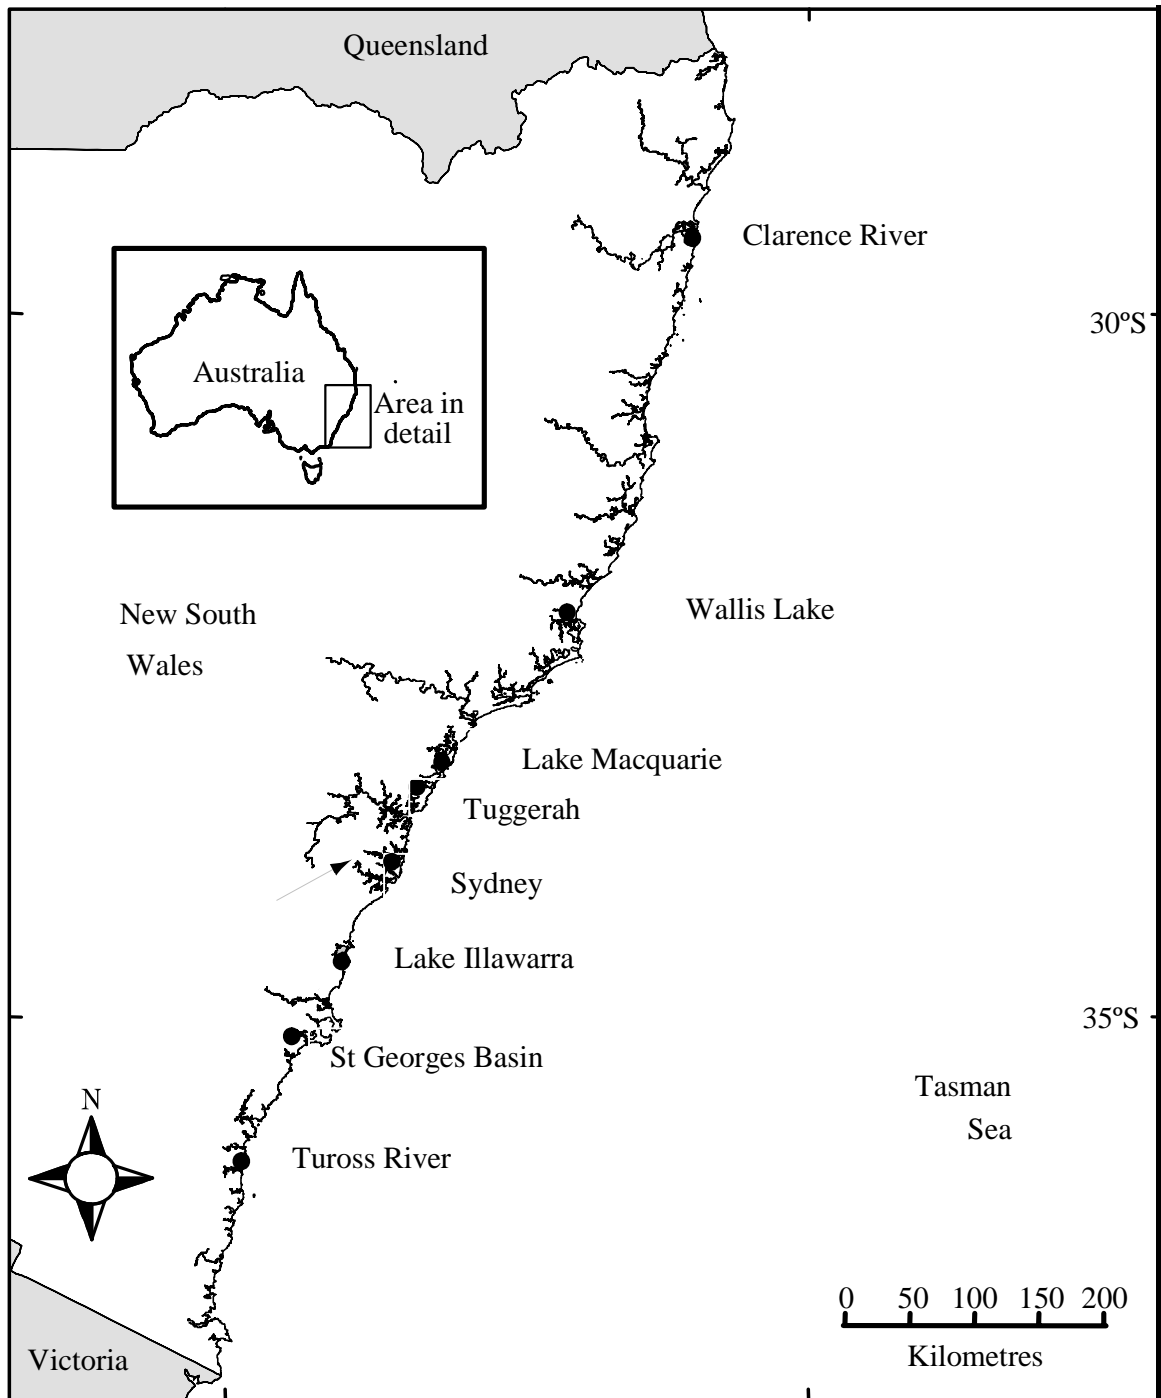 Queensland
Clarence River
30ºS
Australia
Area in
detail
New South
Wales
Wallis Lake
Lake Macquarie
Tuggerah
Sydney
Lake Illawarra
35ºS
St Georges Basin
Tasman
Sea
N
Tuross River
0 50 100 150 200
Kilometres
Victoria